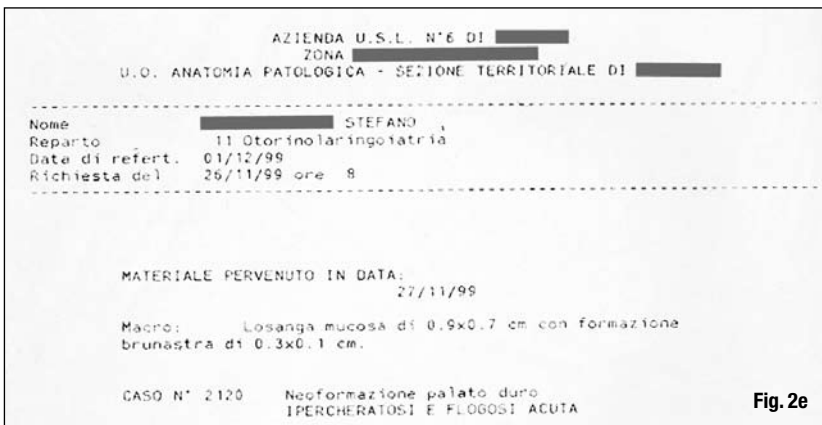 AZIENDA U.S.L. N°6 DI
ZONA
U.O. ANATOMIA PATOLOGICA - SEZIONE TERRITORIALE DI
Nome STEFANO
Reparto 11 Otorinolaringoiatria
Data di refert. 01/12/99
Richiesta del 26/11/99 ore 8
MATERIALE PERVENUTO IN DATA:
27/11/99
Macro: Losanga mucosa di 0.9x0.7 cm con formazione
brunastra di 0.3x0.1 cm.
CASO N° 2120 Neoformazione palato duro
IPERCHERATOSI E FLOGOSI ACUTA
Fig. 2e